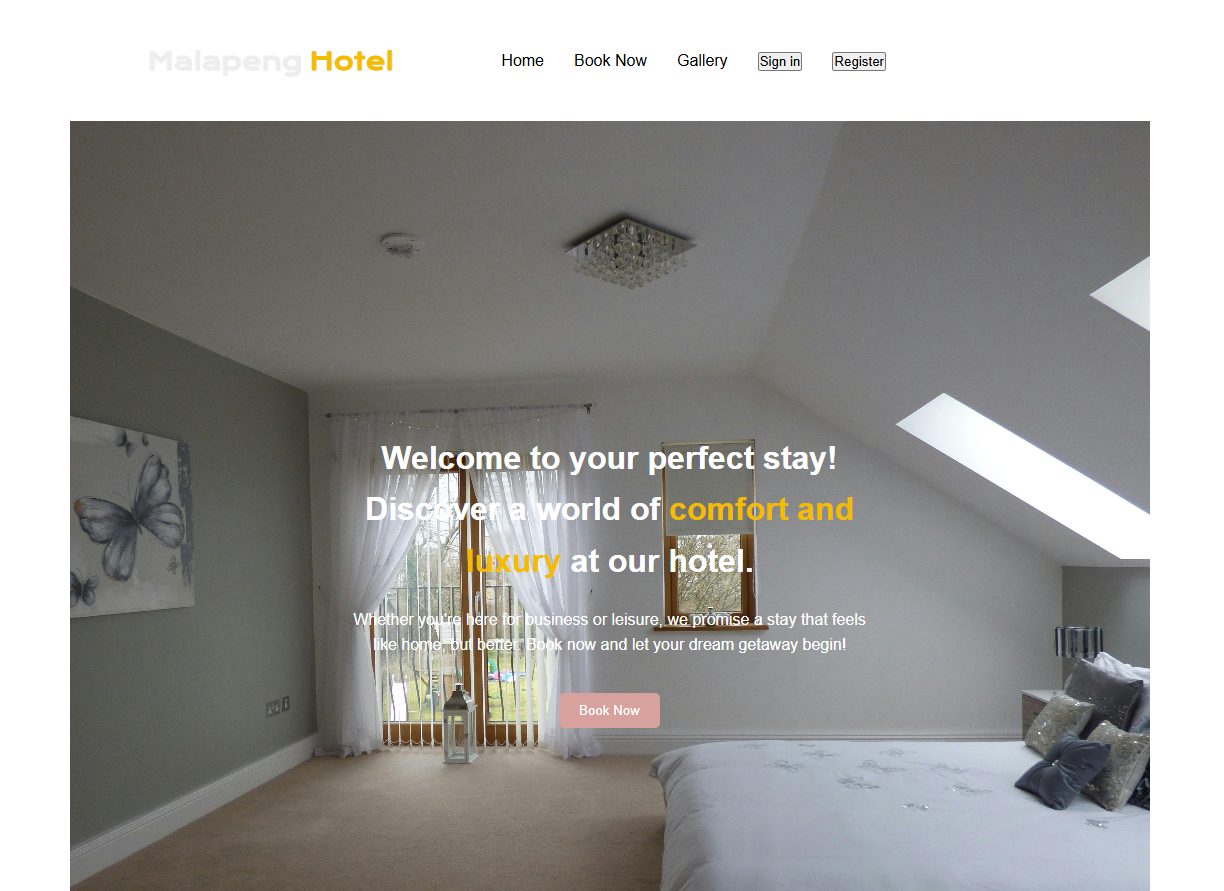 Malapeng Hotel
Home
Book Now
Gallery
Sign in
Register
Welcome to your perfect stay!
Discover a world of comfort and
luxury at our hotel.
Whether you're here for business or leisure, we promise a stay that feels
like home, but better. Book now and let your dream getaway begin!
Book Now